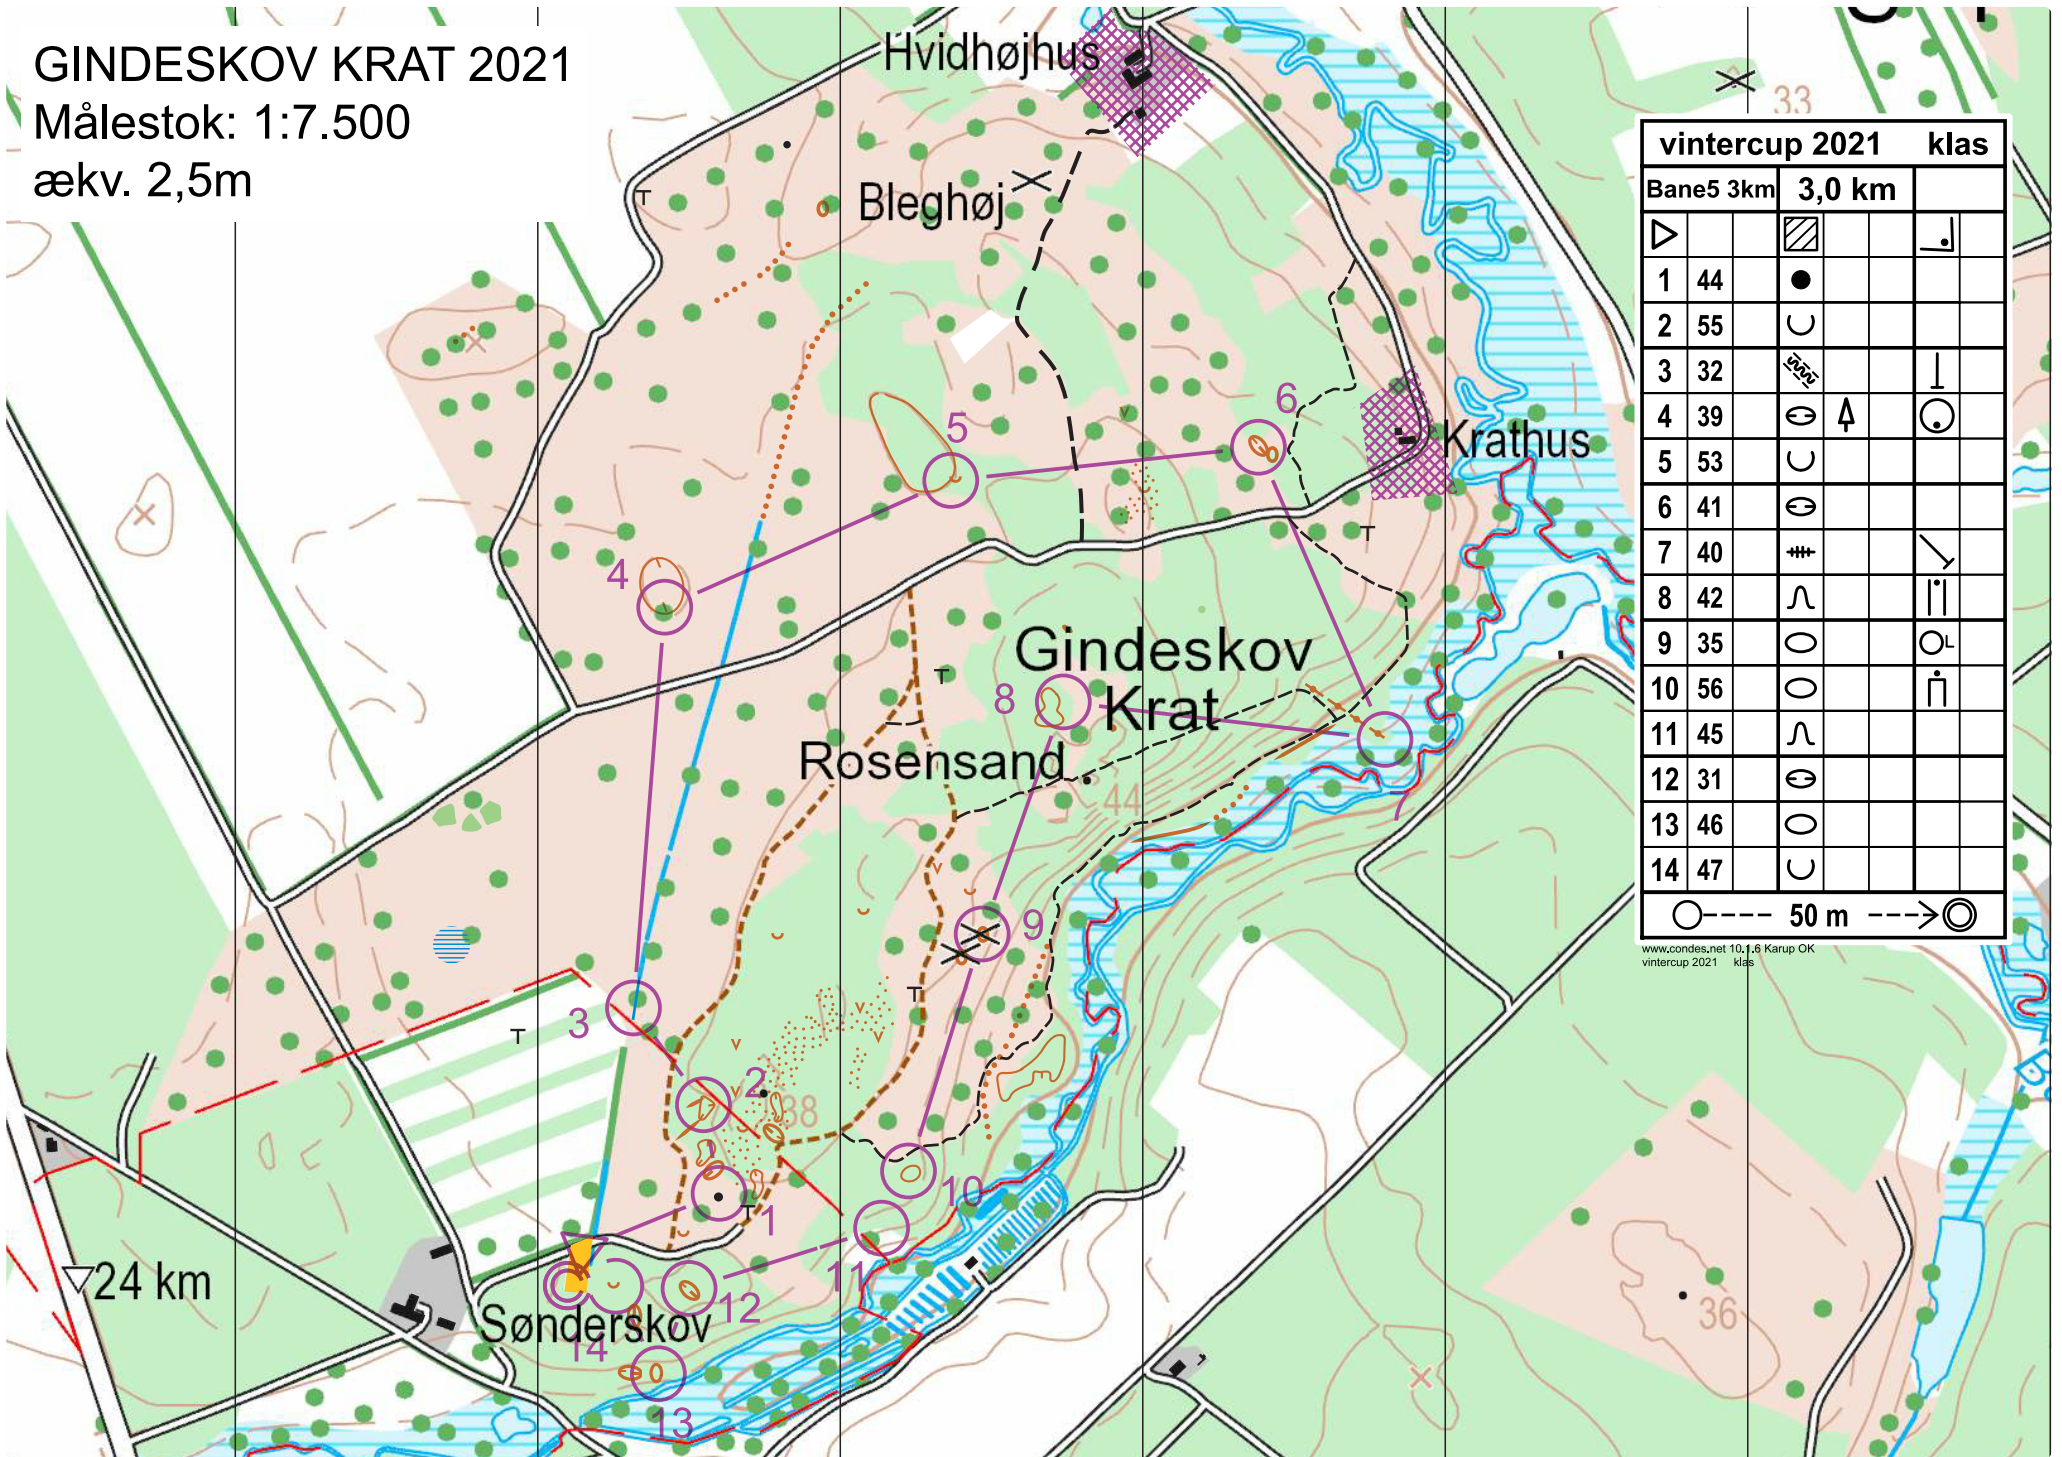 GINDESKOV KRAT 2021
Målestok: 1:7.500
ækv. 2,5m
Hvidhøjhus
Bleghøj
33
vintercup 2021 klas
Bane5 3km 3,0 km
1 44
2 55
3 32
4 39
5 53
6 41
7 40
8 42
9 35
10 56
11 45
12 31
13 46
14 47
50 m
www.condes.net 10.1.6 Karup OK
vintercup 2021 klas
6
5
Krathus
4
Gindeskov
Krat
8
Rosensand
44
7
9
3
2
38
10
1
11
24 km
12
Sønderskov
14
36
13